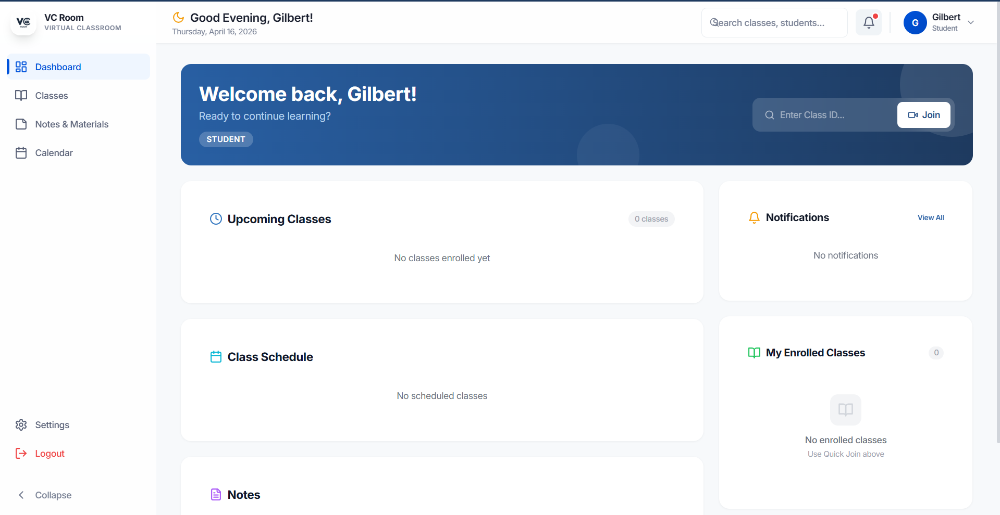 VC
ROOM
VC Room
VIRTUAL CLASSROOM
Good Evening, Gilbert!
Thursday, April 16, 2026
Search classes, students...
G
Gilbert
Student
Dashboard
Classes
Notes & Materials
Calendar
Settings
Logout
Collapse
Welcome back, Gilbert!
Ready to continue learning?
STUDENT
Enter Class ID...
Join
Upcoming Classes
0 classes
No classes enrolled yet
Notifications
View All
No notifications
Class Schedule
No scheduled classes
My Enrolled Classes
0
No enrolled classes
Use Quick Join above
Notes